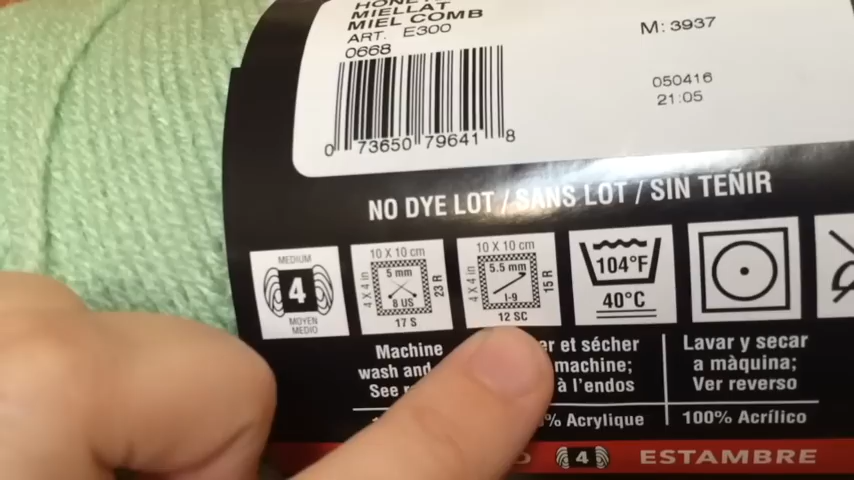 MIELLAT
MIEL COMB
ART. E300
0668
M: 3937
050416
21:05
0 73650 79641 8
NO DYE LOT / SANS LOT / SIN TEÑIR
MEDIUM
4
MOYEN
MEDIO
10 X 10 cm
4 X 4 in
5 mm
8 US
23 R
17 S
10 X 10 cm
4 X 4 in
5.5 mm
I-9
15 R
12 SC
104°F
40°C
Machine
wash and
See
er et sécher
machine;
à l'endos
Lavar y secar
a màquina;
Ver reverso
% Acrylique
100% Acrílico
4
ESTAMBRE